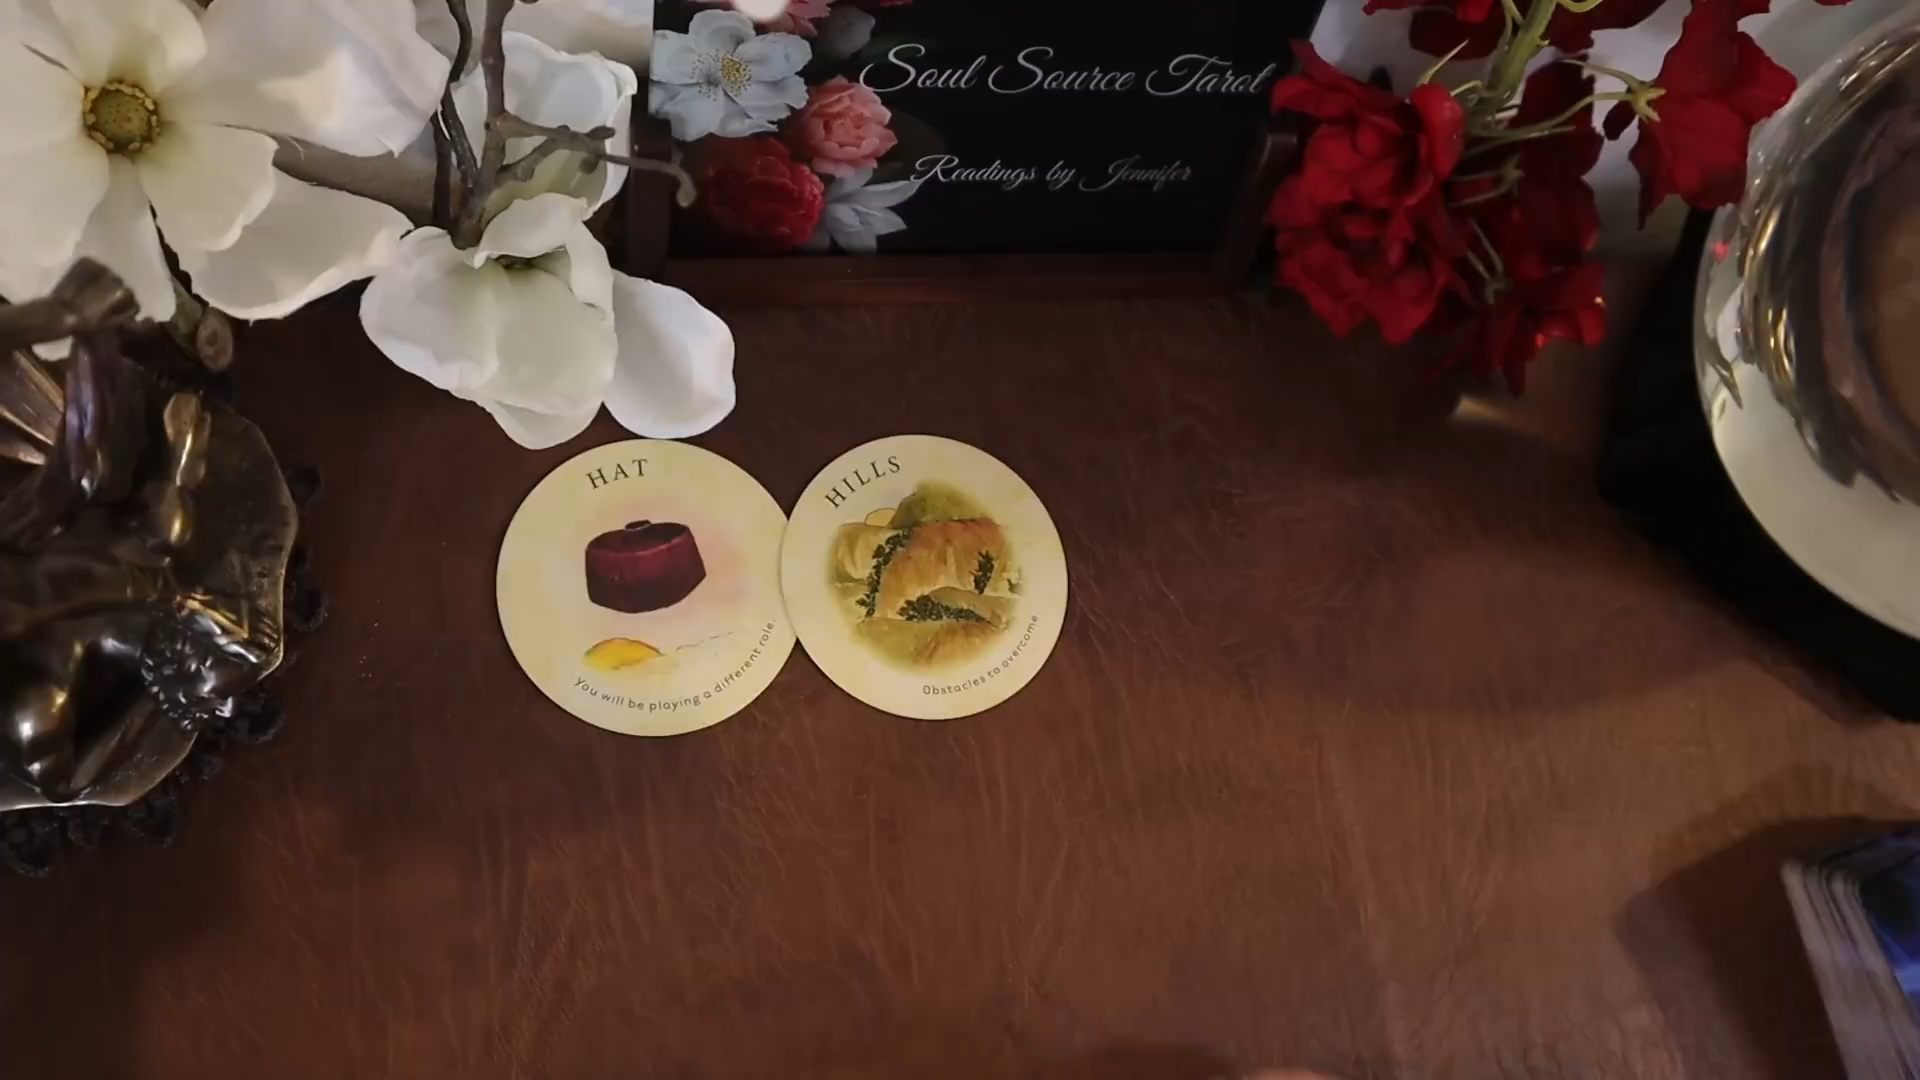 Soul Source Tarot
Readings by Jennifer
HAT
You will be playing a different role.
HILLS
Obstacles to overcome